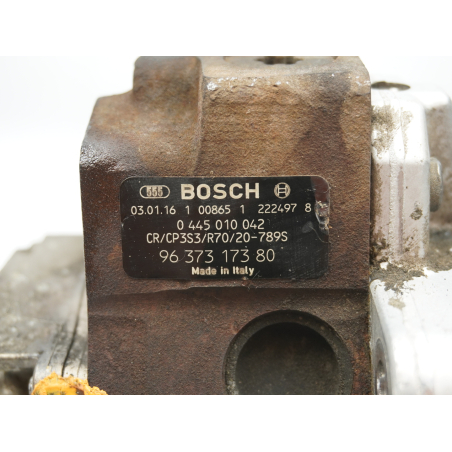 555 BOSCH
03.01.16 1 00865 1 222497 8
0 445 010 042
CR/CP3S3/R70/20-789S
96 373 173 80
Made in Italy